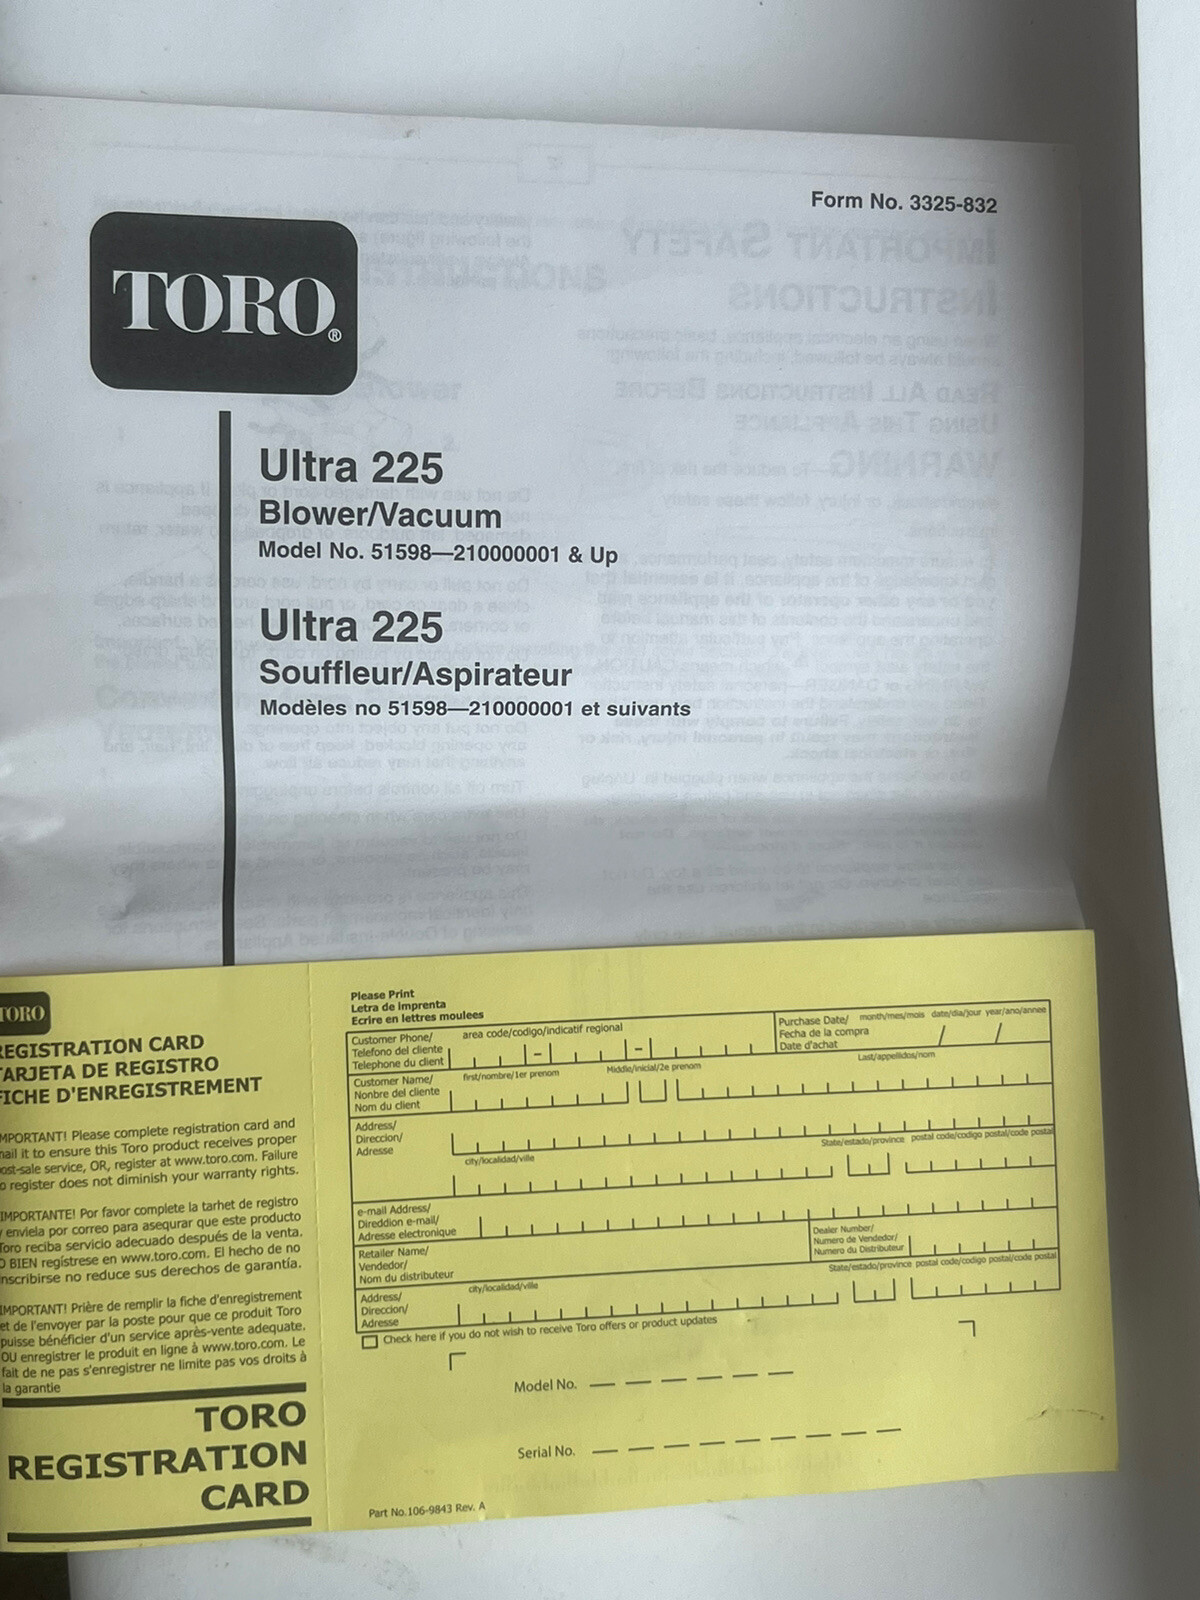 Form No. 3325-832
TORO®
Ultra 225
Blower/Vacuum
Model No. 51598—210000001 & Up
Ultra 225
Souffleur/Aspirateur
Modèles no 51598—210000001 et suivants
TORO
REGISTRATION CARD
TARJETA DE REGISTRO
FICHE D'ENREGISTREMENT
IMPORTANT! Please complete registration card and
mail it to ensure this Toro product receives proper
post-sale service, OR, register at www.toro.com. Failure
to register does not diminish your warranty rights.
IMPORTANTE! Por favor complete la tarhet de registro
y enviela por correo para asegurar que este producto
Toro reciba servicio adecuado después de la venta.
O BIEN regístrese en www.toro.com. El hecho de no
inscribirse no reduce sus derechos de garantía.
IMPORTANT! Prière de remplir la fiche d'enregistrement
et de l'envoyer par la poste pour que ce produit Toro
puisse bénéficier d'un service après-vente adequate.
OU enregistrer le produit en ligne à www.toro.com. Le
fait de ne pas s'enregistrer ne limite pas vos droits à
la garantie
TORO
REGISTRATION
CARD
Please Print
Letra de imprenta
Ecrire en lettres moulees
Customer Phone/
Telefono del cliente
Telephone du client
area code/codigo/indicatif regional
Purchase Date/
Fecha de la compra
Date d'achat
month/mes/mois date/dia/jour year/ano/annee
Customer Name/
Nonbre del cliente
Nom du client
first/nombre/1er prenom
Middle/inicial/2e prenom
Last/appellidos/nom
Address/
Direccion/
Adresse
city/localidad/ville
State/estado/province postal code/codigo postal/code postal
e-mail Address/
Direddion e-mail/
Adresse electronique
Retailer Name/
Vendedor/
Nom du distributeur
Dealer Number/
Numero de Vendedor/
Numero du Distributeur
Address/
Direccion/
Adresse
city/localidad/ville
State/estado/province postal code/codigo postal/code postal
Check here if you do not wish to receive Toro offers or product updates
Model No.
Serial No.
Part No.106-9843 Rev. A